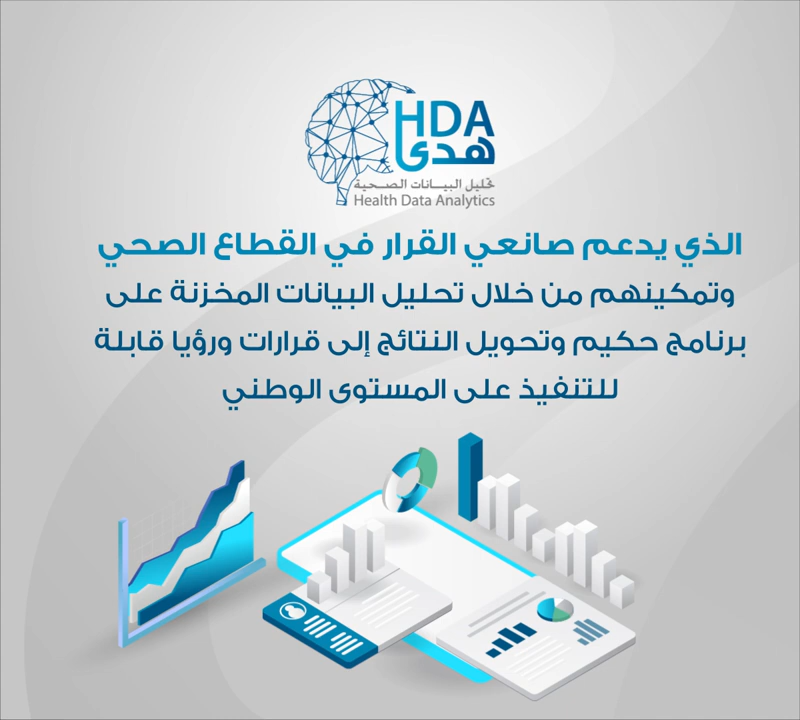 HDA
هدى
تحليل البيانات الصحية
Health Data Analytics
الذي يدعم صانعي القرار في القطاع الصحي
وتمكينهم من خلال تحليل البيانات المخزنة على
برنامج حكيم وتحويل النتائج إلى قرارات ورؤيا قابلة
للتنفيذ على المستوى الوطني